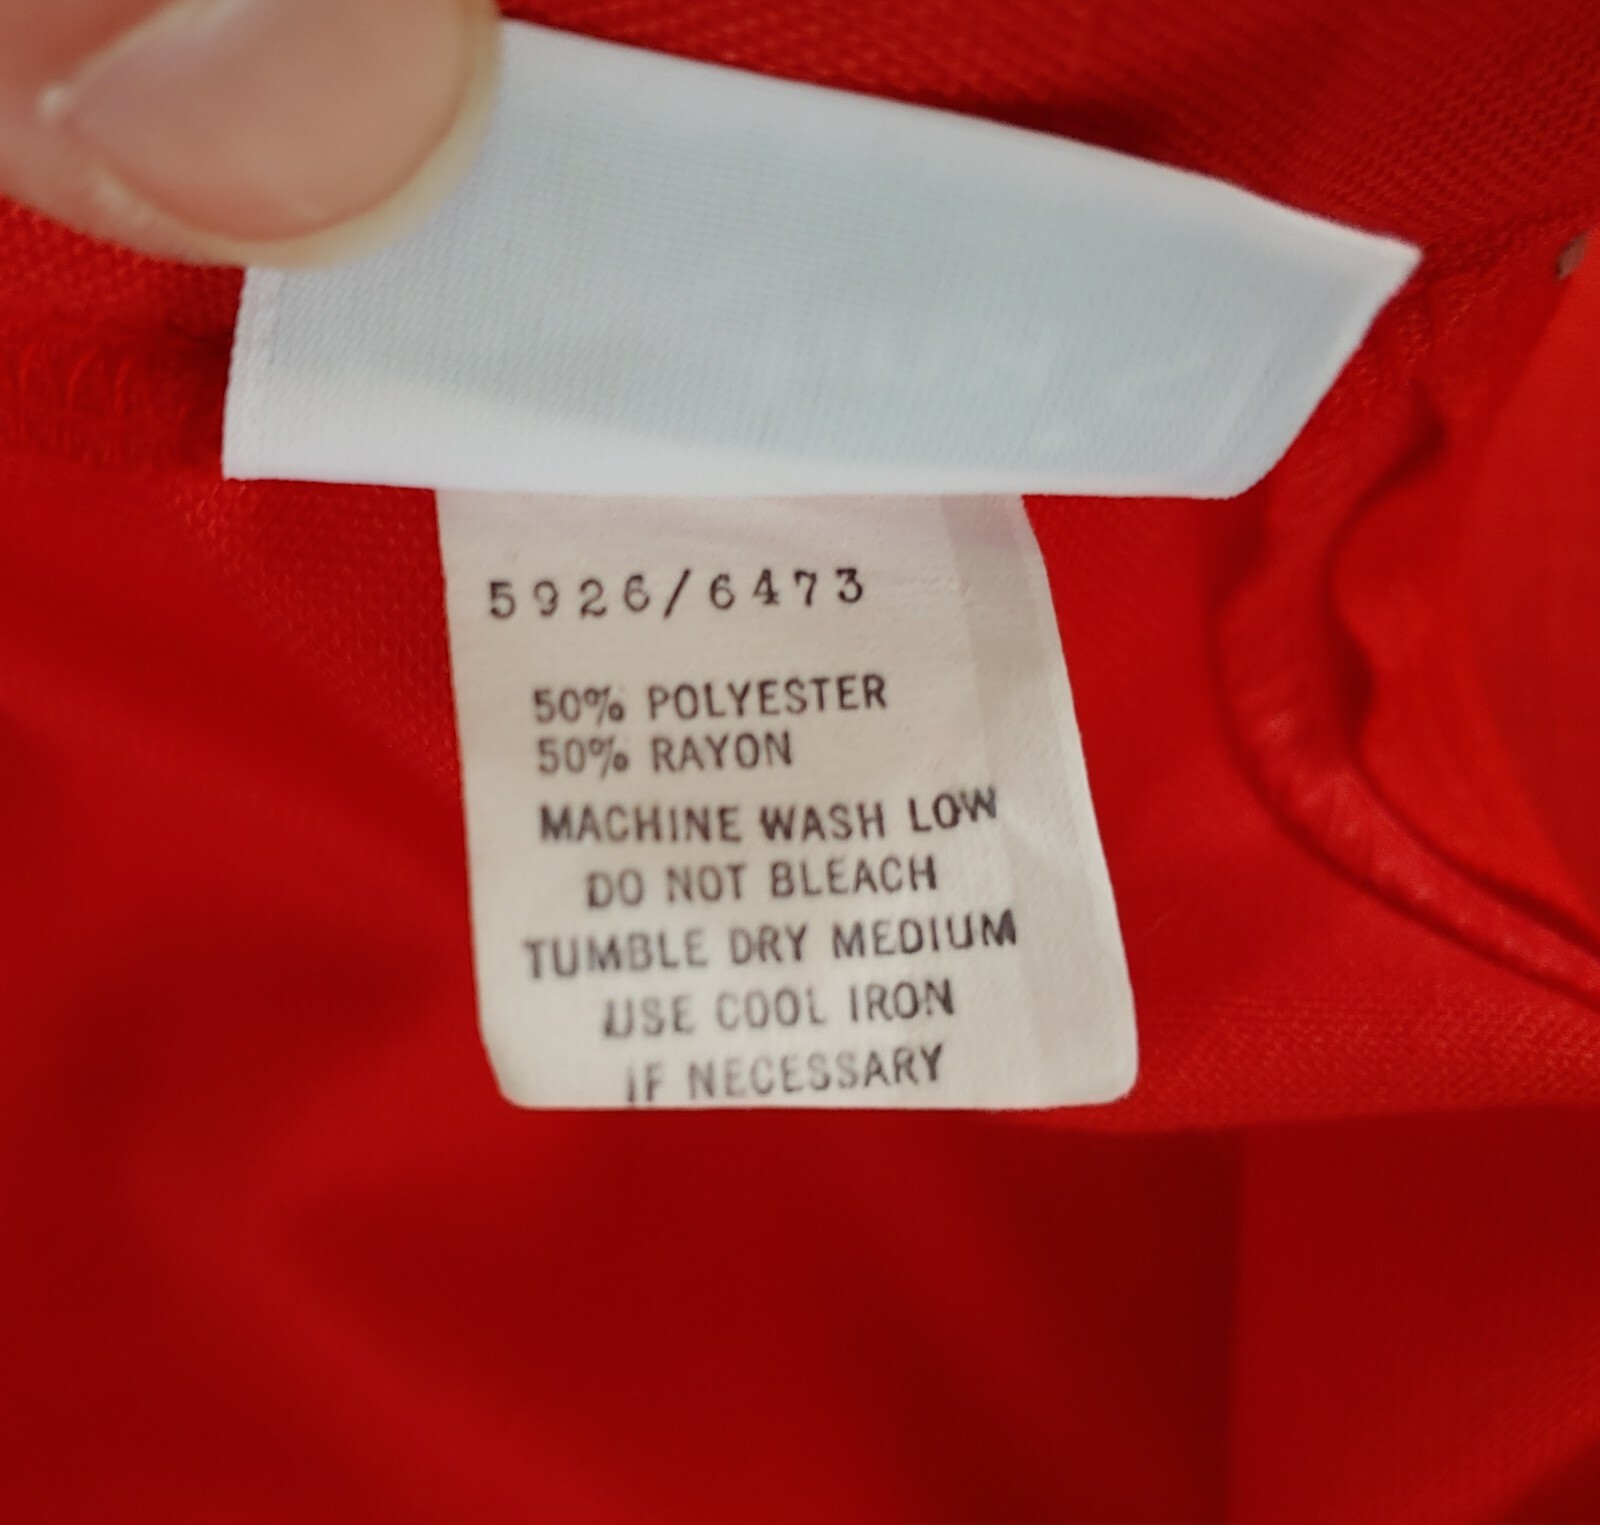 5926/6473
50% POLYESTER
50% RAYON
MACHINE WASH LOW
DO NOT BLEACH
TUMBLE DRY MEDIUM
USE COOL IRON
IF NECESSARY